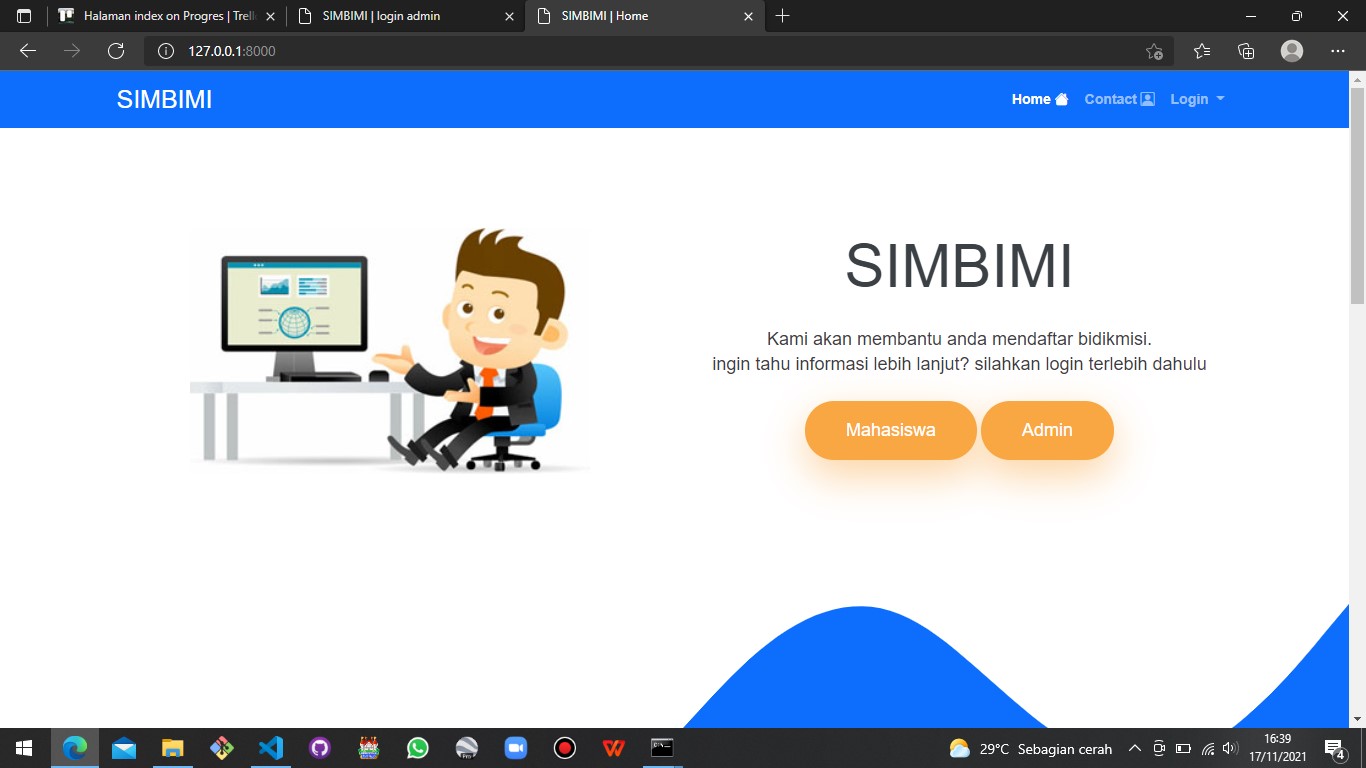 Halaman index on Progres | Trell
SIMBIMI | login admin
SIMBIMI | Home
127.0.0.1:8000
SIMBIMI
Home
Contact
Login
SIMBIMI
Kami akan membantu anda mendaftar bidikmisi.
ingin tahu informasi lebih lanjut? silahkan login terlebih dahulu
Mahasiswa
Admin
29°C Sebagian cerah
16:39
17/11/2021
4